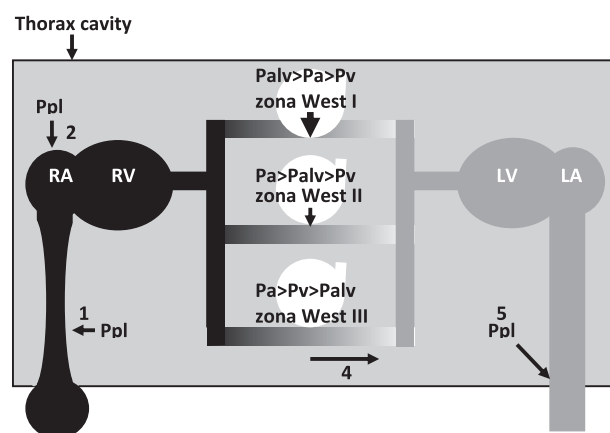 Thorax cavity
Palv>Pa>Pv
zona West I
Ppl
2
RA
RV
Pa>Palv>Pv
zona West II
LV
LA
Pa>Pv>Palv
zona West III
1
Ppl
5
Ppl
4